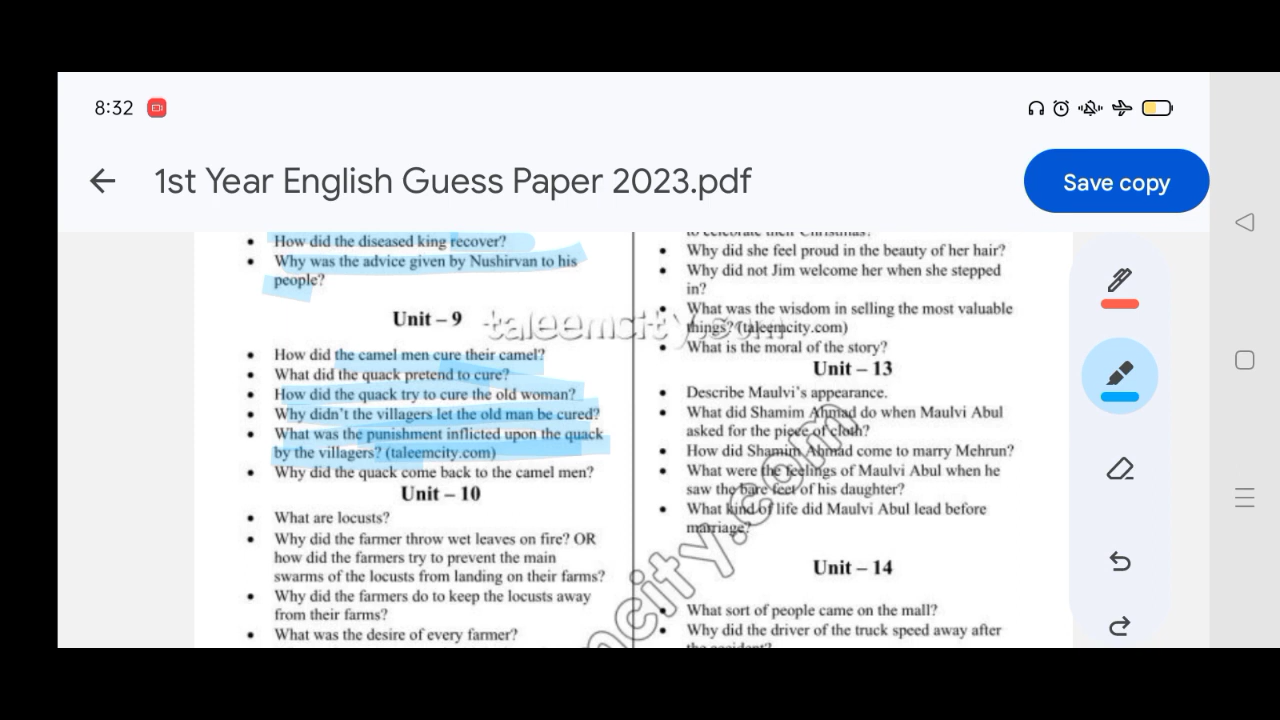 8:32
1st Year English Guess Paper 2023.pdf
Save copy
• How did the diseased king recover?
• Why was the advice given by Nushirvan to his
people?
Unit – 9
• How did the camel men cure their camel?
• What did the quack pretend to cure?
• How did the quack try to cure the old woman?
• Why didn't the villagers let the old man be cured?
• What was the punishment inflicted upon the quack
by the villagers? (taleemcity.com)
• Why did the quack come back to the camel men?
Unit – 10
• What are locusts?
• Why did the farmer throw wet leaves on fire? OR
how did the farmers try to prevent the main
swarms of the locusts from landing on their farms?
• Why did the farmers do to keep the locusts away
from their farms?
• What was the desire of every farmer?
to celebrate their Christmas?
• Why did she feel proud in the beauty of her hair?
• Why did not Jim welcome her when she stepped
in?
• What was the wisdom in selling the most valuable
things? (taleemcity.com)
• What is the moral of the story?
Unit – 13
• Describe Maulvi's appearance.
• What did Shamim Ahmad do when Maulvi Abul
asked for the piece of cloth?
• How did Shamim Ahmad come to marry Mehrun?
• What were the feelings of Maulvi Abul when he
saw the bare feet of his daughter?
• What kind of life did Maulvi Abul lead before
marriage?
Unit – 14
• What sort of people came on the mall?
• Why did the driver of the truck speed away after
the accident?
taleemcity.com
ncity.com